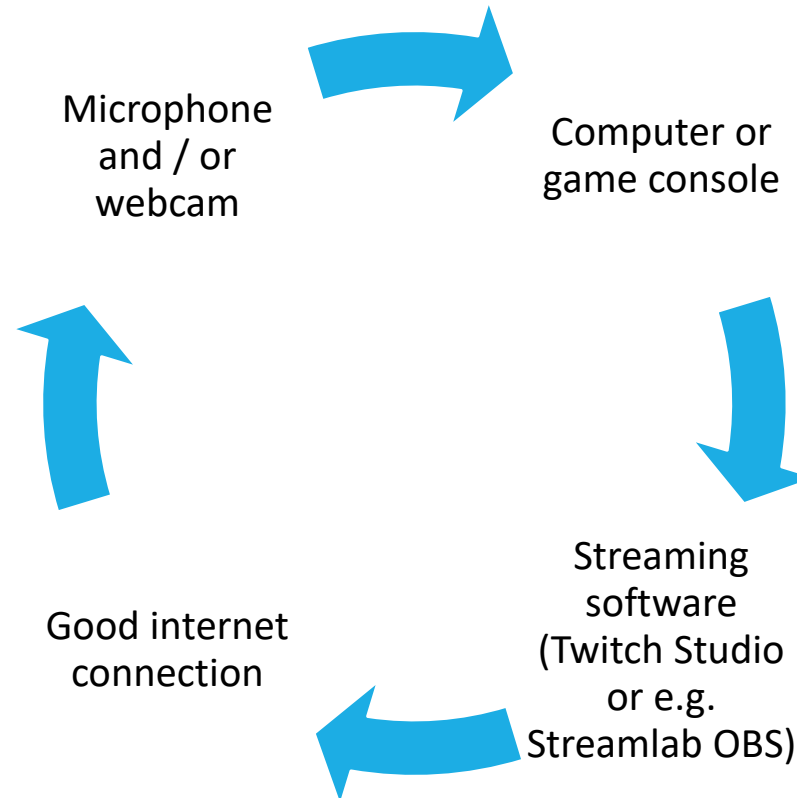 Microphone
and / or
webcam
Computer or
game console
Streaming
software
(Twitch Studio
or e.g.
Streamlab OBS)
Good internet
connection